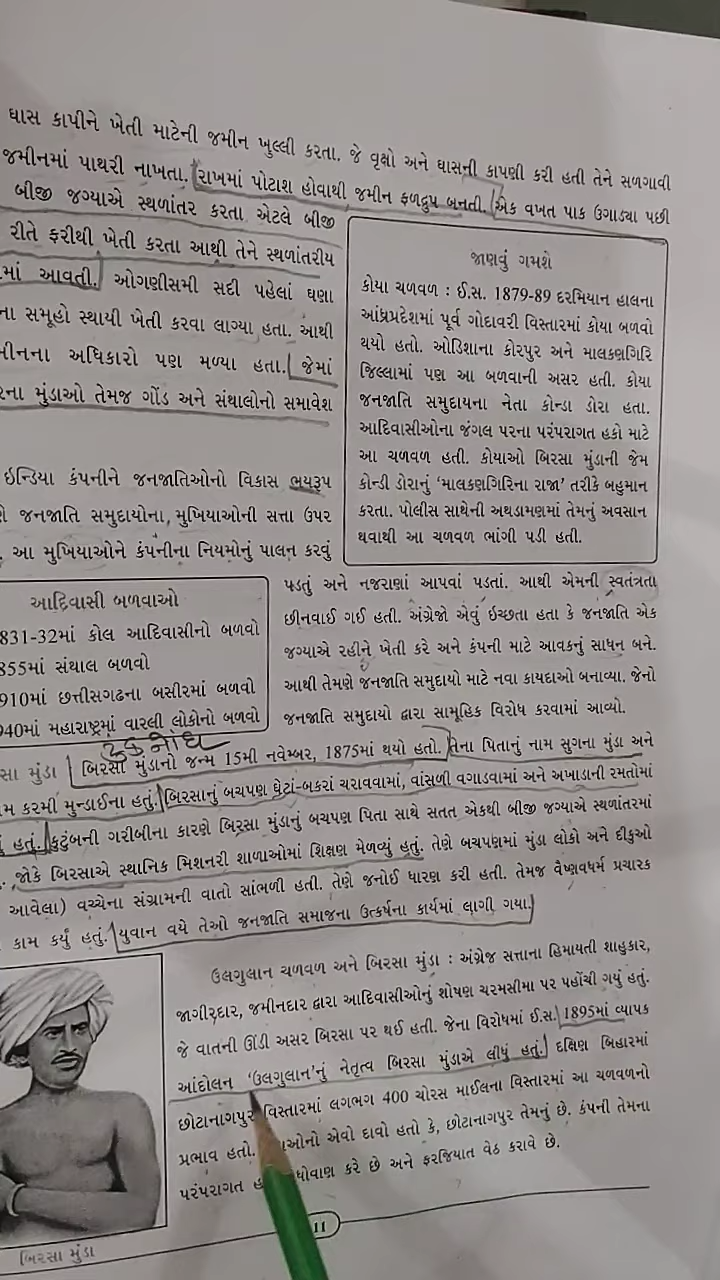 ઘાસ કાપીને ખેતી માટેની જમીન ખુલ્લી કરતા. જે વૃક્ષો અને ઘાસની કાપણી કરી હતી તેને સળગાવી
જમીનમાં પાથરી નાખતા. રાખમાં પોટાશ હોવાથી જમીન ફળદ્રુપ બનતી. એક વખત પાક ઉગાડ્યા પછી
બીજી જગ્યાએ સ્થળાંતર કરતા એટલે બીજી
રીતે ફરીથી ખેતી કરતા આથી તેને સ્થળાંતરીય
માં આવતી. ઓગણીસમી સદી પહેલાં ઘણા
ના સમૂહો સ્થાયી ખેતી કરવા લાગ્યા હતા. આથી
મીનના અધિકારો પણ મળ્યા હતા. જેમાં
રના મુંડાઓ તેમજ ગોંડ અને સંથાલોનો સમાવેશ
જાણવું ગમશે
કોયા ચળવળ : ઈ.સ. 1879-89 દરમિયાન હાલના
આંધ્રપ્રદેશમાં પૂર્વ ગોદાવરી વિસ્તારમાં કોયા બળવો
થયો હતો. ઓડિશાના કોરપુર અને માલકણગિરિ
જિલ્લામાં પણ આ બળવાની અસર હતી. કોયા
જનજાતિ સમુદાયના નેતા કોન્ડા ડોરા હતા.
આદિવાસીઓના જંગલ પરના પરંપરાગત હકો માટે
આ ચળવળ હતી. કોયાઓ બિરસા મુંડાની જેમ
કોન્ડી ડોરાનું ‘માલકણગિરિના રાજા’ તરીકે બહુમાન
કરતા. પોલીસ સાથેની અથડામણમાં તેમનું અવસાન
થવાથી આ ચળવળ ભાંગી પડી હતી.
ઇન્ડિયા કંપનીને જનજાતિઓનો વિકાસ ભયરૂપ
જનજાતિ સમુદાયોના, મુખિયાઓની સત્તા ઉપર
. આ મુખિયાઓને કંપનીના નિયમોનું પાલન કરવું
પડતું અને નજરાણાં આપવાં પડતાં. આથી એમની સ્વતંત્રતા
છીનવાઈ ગઈ હતી. અંગ્રેજો એવું ઇચ્છતા હતા કે જનજાતિ એક
જગ્યાએ રહીને ખેતી કરે અને કંપની માટે આવકનું સાધન બને.
આથી તેમણે જનજાતિ સમુદાયો માટે નવા કાયદાઓ બનાવ્યા. જેનો
જનજાતિ સમુદાયો દ્વારા સામૂહિક વિરોધ કરવામાં આવ્યો.
આદિવાસી બળવાઓ
831-32માં કોલ આદિવાસીનો બળવો
855માં સંથાલ બળવો
910માં છત્તીસગઢના બસીરમાં બળવો
940માં મહારાષ્ટ્રમાં વારલી લોકોનો બળવો
ટુંકનોંધ
સા મુંડા બિરસા મુંડાનો જન્મ 15મી નવેમ્બર, 1875માં થયો હતો. તેના પિતાનું નામ સુગના મુંડા અને
મ કરમી મુન્ડાઈના હતું. બિરસાનું બચપણ ઘેટાં-બકરાં ચરાવવામાં, વાંસળી વગાડવામાં અને અખાડાની રમતોમાં
હતું. કુટુંબની ગરીબીના કારણે બિરસા મુંડાનું બચપણ પિતા સાથે સતત એકથી બીજી જગ્યાએ સ્થળાંતરમાં
. જોકે બિરસાએ સ્થાનિક મિશનરી શાળાઓમાં શિક્ષણ મેળવ્યું હતું. તેણે બચપણમાં મુંડા લોકો અને દીકુઓ
આવેલા) વચ્ચેના સંગ્રામની વાતો સાંભળી હતી. તેણે જનોઈ ધારણ કરી હતી. તેમજ વૈષ્ણવધર્મ પ્રચારક
કામ કર્યું હતું. યુવાન વયે તેઓ જનજાતિ સમાજના ઉત્કર્ષના કાર્યમાં લાગી ગયા.
ઉલગુલાન ચળવળ અને બિરસા મુંડા : અંગ્રેજ સત્તાના હિમાયતી શાહુકાર,
જાગીરદાર, જમીનદાર દ્વારા આદિવાસીઓનું શોષણ ચરમસીમા પર પહોંચી ગયું હતું.
જે વાતની ઊંડી અસર બિરસા પર થઈ હતી. જેના વિરોધમાં ઈ.સ. 1895માં વ્યાપક
આંદોલન ‘ઉલગુલાન’નું નેતૃત્વ બિરસા મુંડાએ લીધું હતું. દક્ષિણ બિહારમાં
છોટાનાગપુર વિસ્તારમાં લગભગ 400 ચોરસ માઈલના વિસ્તારમાં આ ચળવળનો
પ્રભાવ હતો. ાઓનો એવો દાવો હતો કે, છોટાનાગપુર તેમનું છે. કંપની તેમના
પરંપરાગત હ ધોવાણ કરે છે અને ફરજિયાત વેઠ કરાવે છે.
બિરસા મુંડા
11